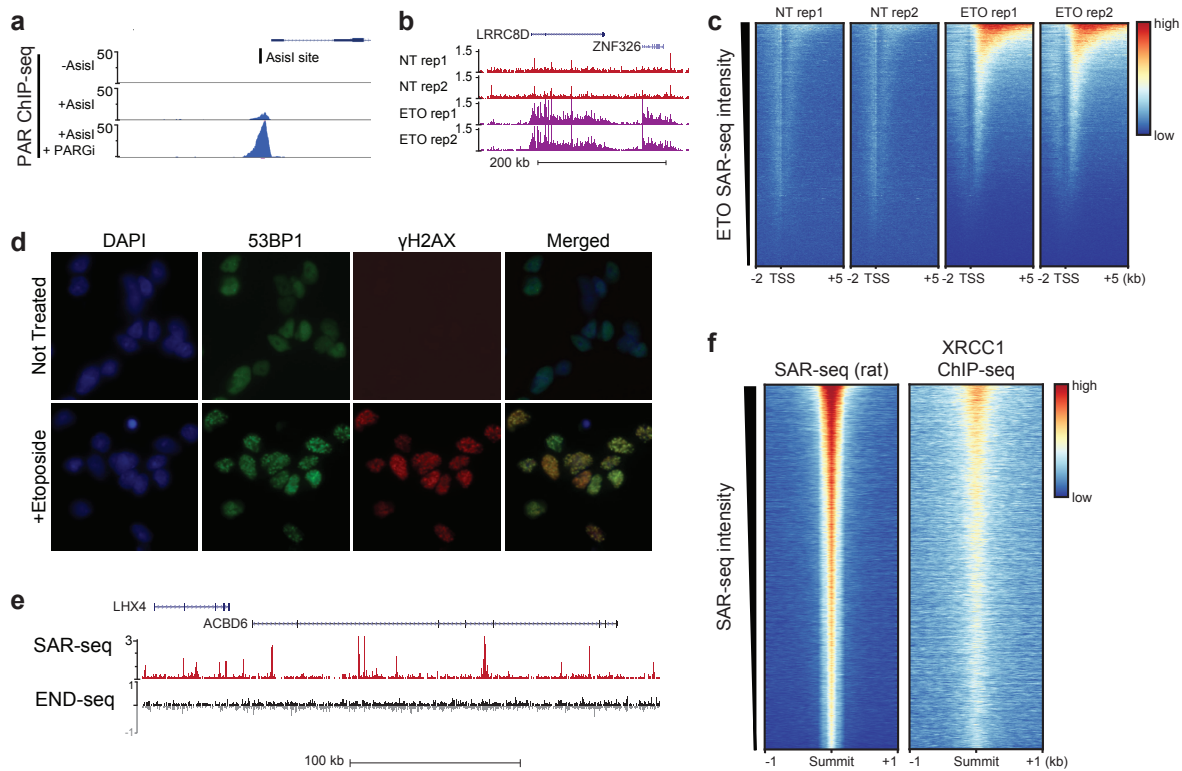 a
PAR ChIP-seq
AsisI site
50
-AsisI
50
+AsisI
50
+AsisI
+ PARGi
b
LRRC8D
ZNF326
1.5
NT rep1
1.5
NT rep2
1.5
ETO rep1
1.5
ETO rep2
200 kb
c
NT rep1 NT rep2 ETO rep1 ETO rep2
high
low
ETO SAR-seq intensity
-2 TSS +5 -2 TSS +5 -2 TSS +5 -2 TSS +5 (kb)
d
DAPI 53BP1 γH2AX Merged
Not Treated
+Etoposide
e
LHX4
ACBD6
SAR-seq
3
END-seq
1
-1
100 kb
f
SAR-seq (rat)
XRCC1
ChIP-seq
high
low
SAR-seq intensity
-1 Summit +1 -1 Summit +1 (kb)